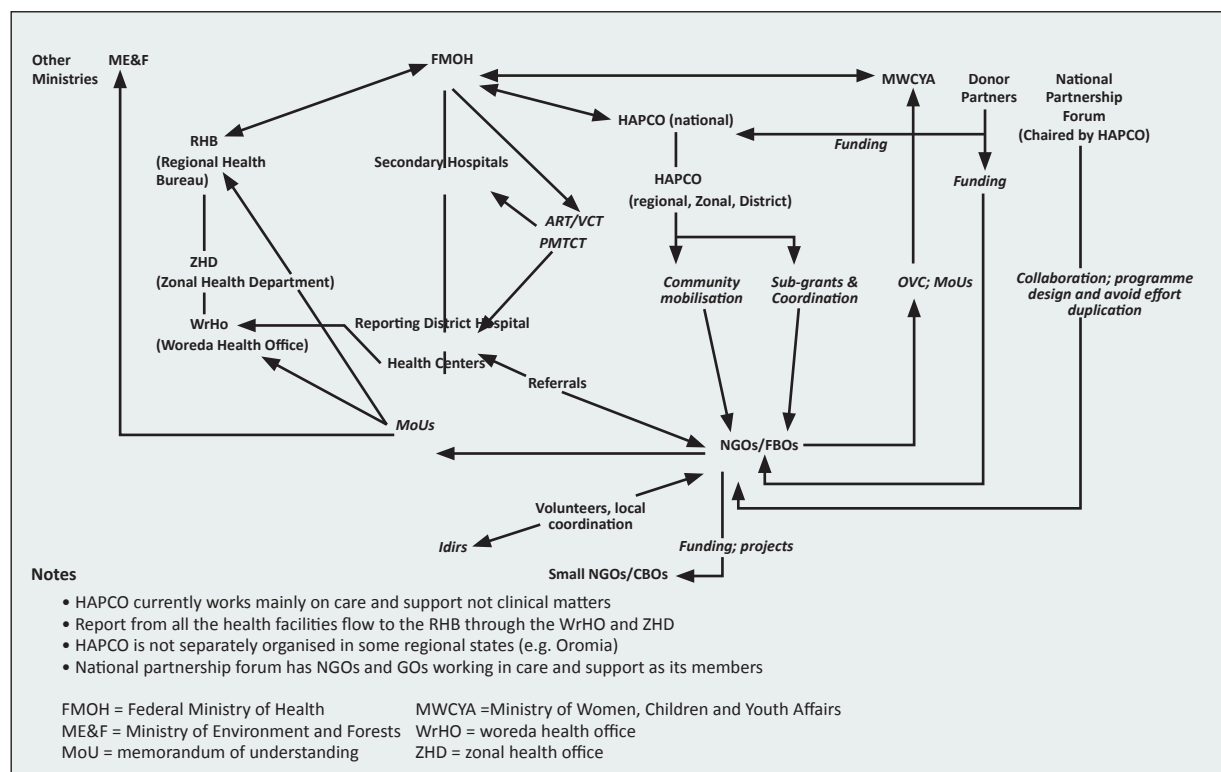 Other
Ministries
ME&F
FMOH
MWCYA
Donor
Partners
National
Partnership
Forum
(Chaired by HAPCO)
HAPCO (national)
Funding
RHB
(Regional Health
Bureau)
Secondary Hospitals
HAPCO
(regional, Zonal, District)
Funding
ART/VCT
PMTCT
ZHD
(Zonal Health Department)
Community
mobilisation
Sub-grants &
Coordination
OVC; MoUs
Collaboration; programme
design and avoid effort
duplication
WrHo
(Woreda Health Office)
Reporting District Hospital
Health Centers
Referrals
MoUs
NGOs/FBOs
Volunteers, local
coordination
Idirs
Funding; projects
Small NGOs/CBOs
Notes
• HAPCO currently works mainly on care and support not clinical matters
• Report from all the health facilities flow to the RHB through the WrHO and ZHD
• HAPCO is not separately organised in some regional states (e.g. Oromia)
• National partnership forum has NGOs and GOs working in care and support as its members
FMOH = Federal Ministry of Health
MWCYA =Ministry of Women, Children and Youth Affairs
ME&F = Ministry of Environment and Forests
WrHO = woreda health office
MoU = memorandum of understanding
ZHD = zonal health office